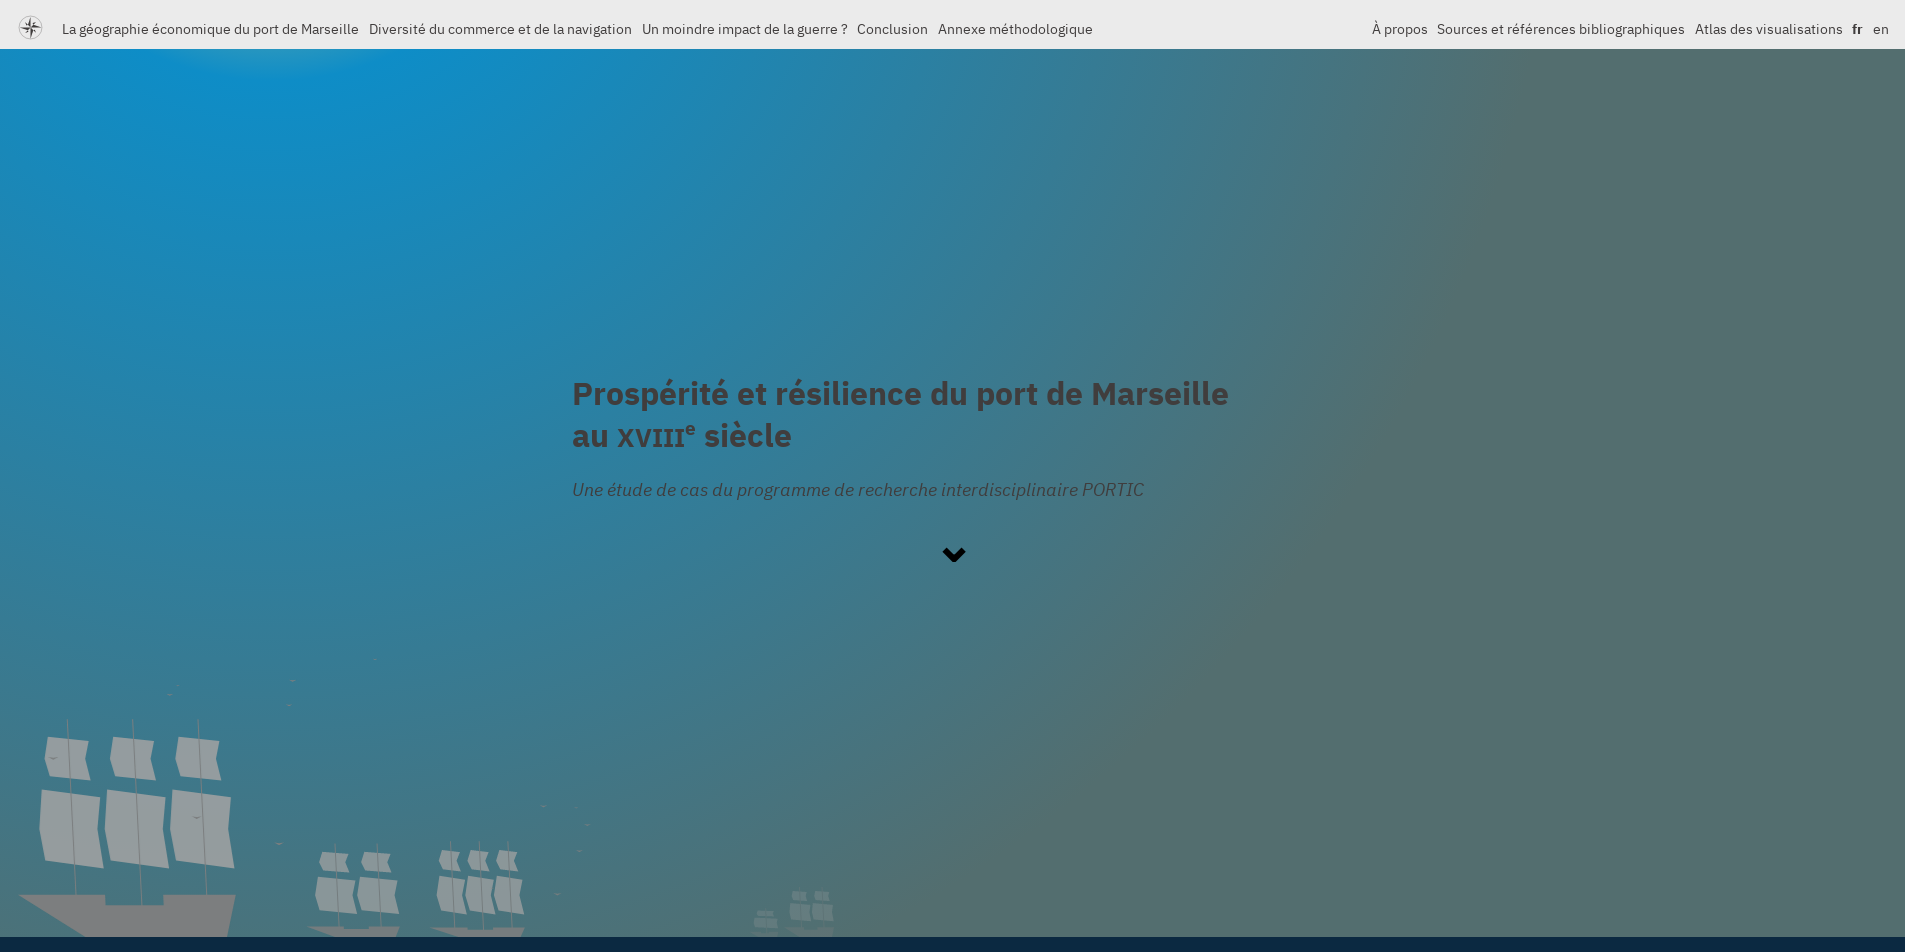 La géographie économique du port de Marseille Diversité du commerce et de la navigation Un moindre impact de la guerre ? Conclusion Annexe méthodologique À propos Sources et références bibliographiques Atlas des visualisations fr en
Prospérité et résilience du port de Marseille
au XVIIIe siècle
Une étude de cas du programme de recherche interdisciplinaire PORTIC